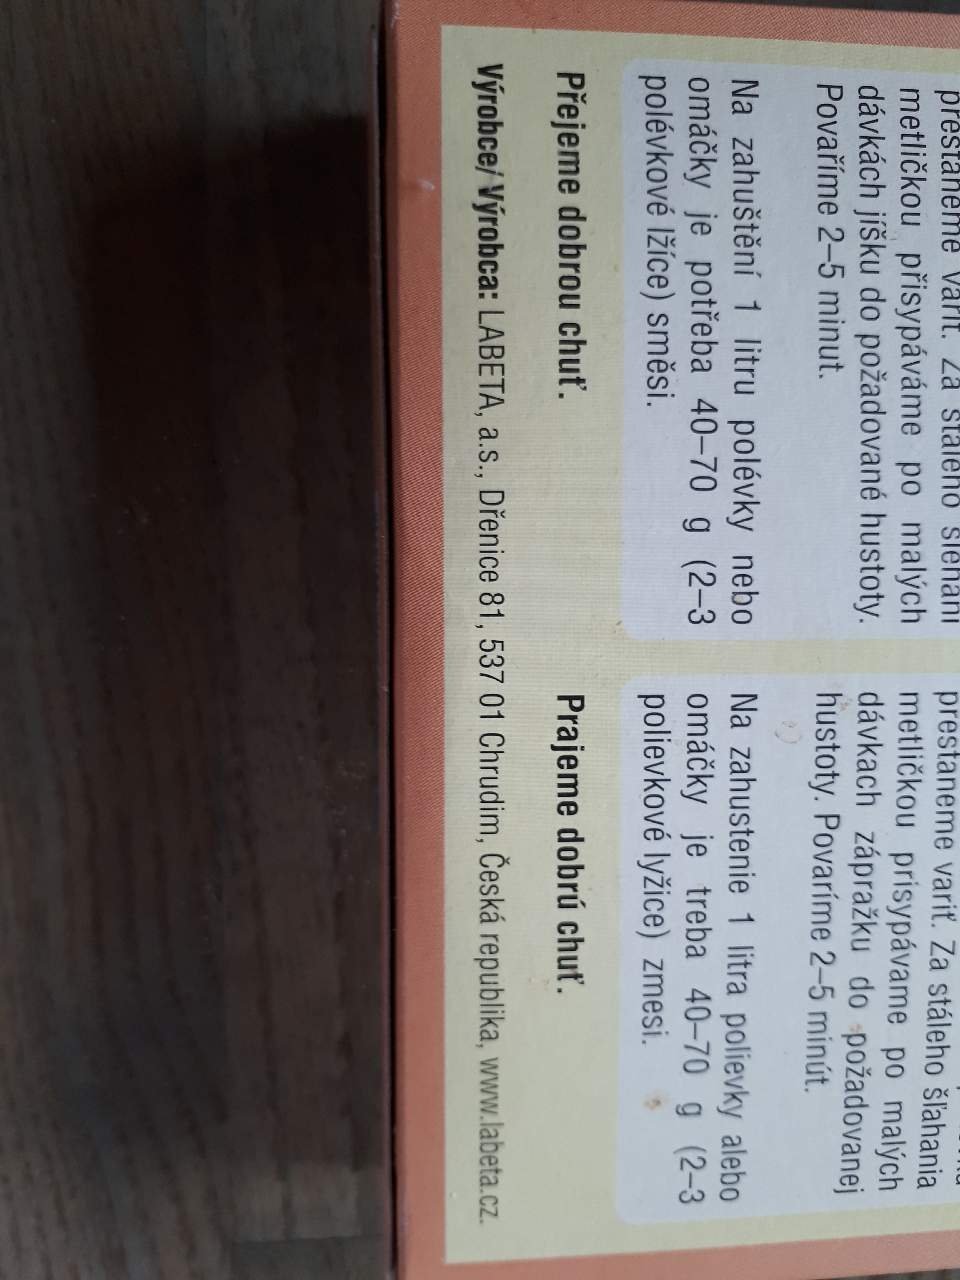 přestaneme vařit. Za stálého šlehání
metličkou přisypáváme po malých
dávkách jíšku do požadované hustoty.
Povaříme 2–5 minut.
Na zahuštění 1 litru polévky nebo
omáčky je potřeba 40–70 g (2–3
polévkové lžíce) směsi.
Přejeme dobrou chuť.
prestaneme variť. Za stáleho šľahania
metličkou prisypávame po malých
dávkach zápražku do požadovanej
hustoty. Povaríme 2–5 minút.
Na zahustenie 1 litra polievky alebo
omáčky je treba 40–70 g (2–3
polievkové lyžice) zmesi.
Prajeme dobrú chuť.
Výrobce/ Výrobca: LABETA, a.s., Dřenice 81, 537 01 Chrudim, Česká republika, www.labeta.cz.